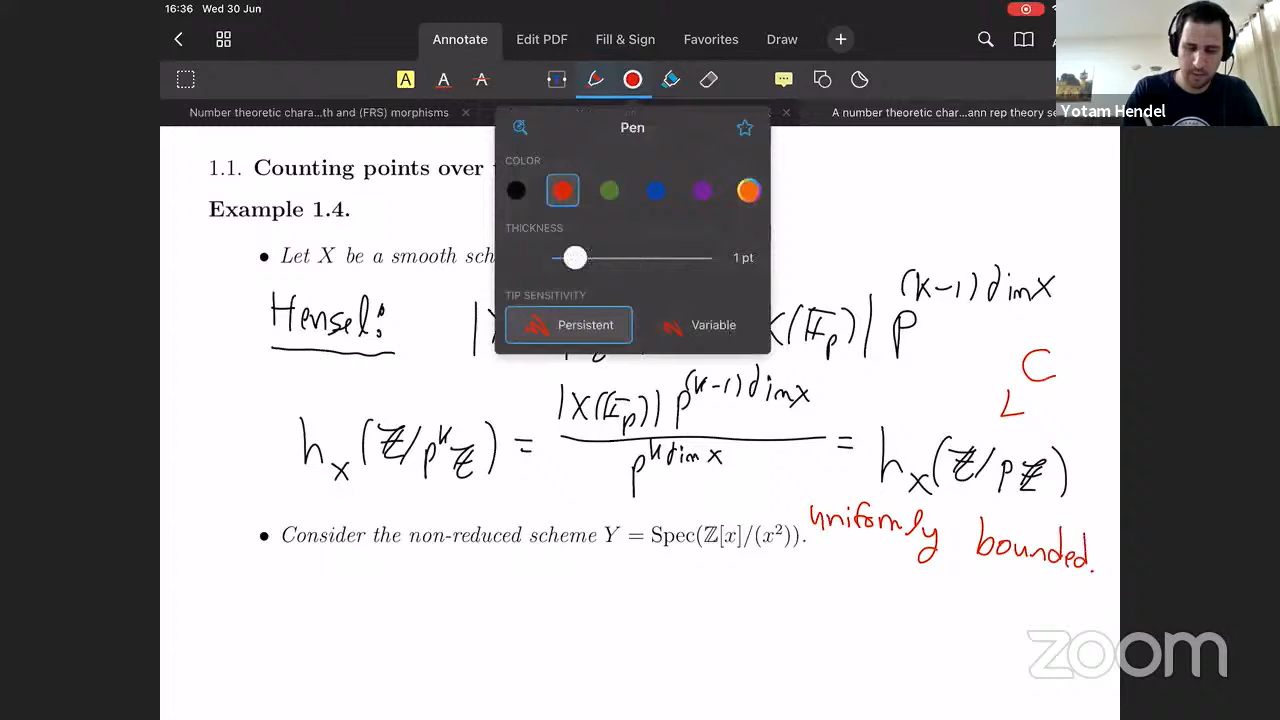 16:36 Wed 30 Jun
Annotate Edit PDF Fill & Sign Favorites Draw
A A A
Number theoretic chara...th and (FRS) morphisms × × A number theoretic char...ann rep theory se
Yotam Hendel
Pen
COLOR
THICKNESS
1 pt
TIP SENSITIVITY
Persistent Variable
1.1. Counting points over
Example 1.4.
• Let X be a smooth sch
Hensel: |X(𝔽_p)| p^{(k-1) dim X}
h_X(ℤ/p^kℤ) = |X(𝔽_p)| p^{(k-1) dim X} / p^{k dim X} = h_X(ℤ/pℤ)
C
uniformly bounded.
• Consider the non-reduced scheme Y = Spec(ℤ[x]/(x²)).
zoom